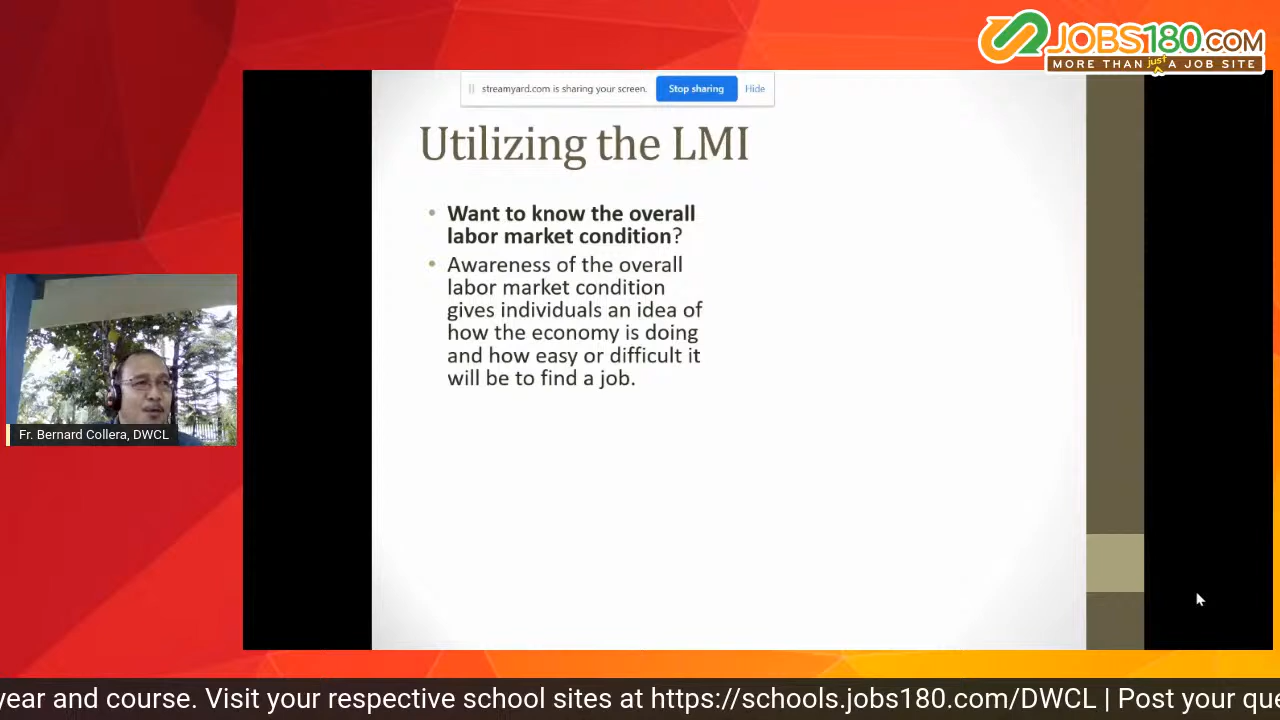 JOBS180.COM
MORE THAN just A JOB SITE
streamyard.com is sharing your screen. Stop sharing Hide
Utilizing the LMI
• Want to know the overall
labor market condition?
• Awareness of the overall
labor market condition
gives individuals an idea of
how the economy is doing
and how easy or difficult it
will be to find a job.
Fr. Bernard Collera, DWCL
year and course. Visit your respective school sites at https://schools.jobs180.com/DWCL | Post your que